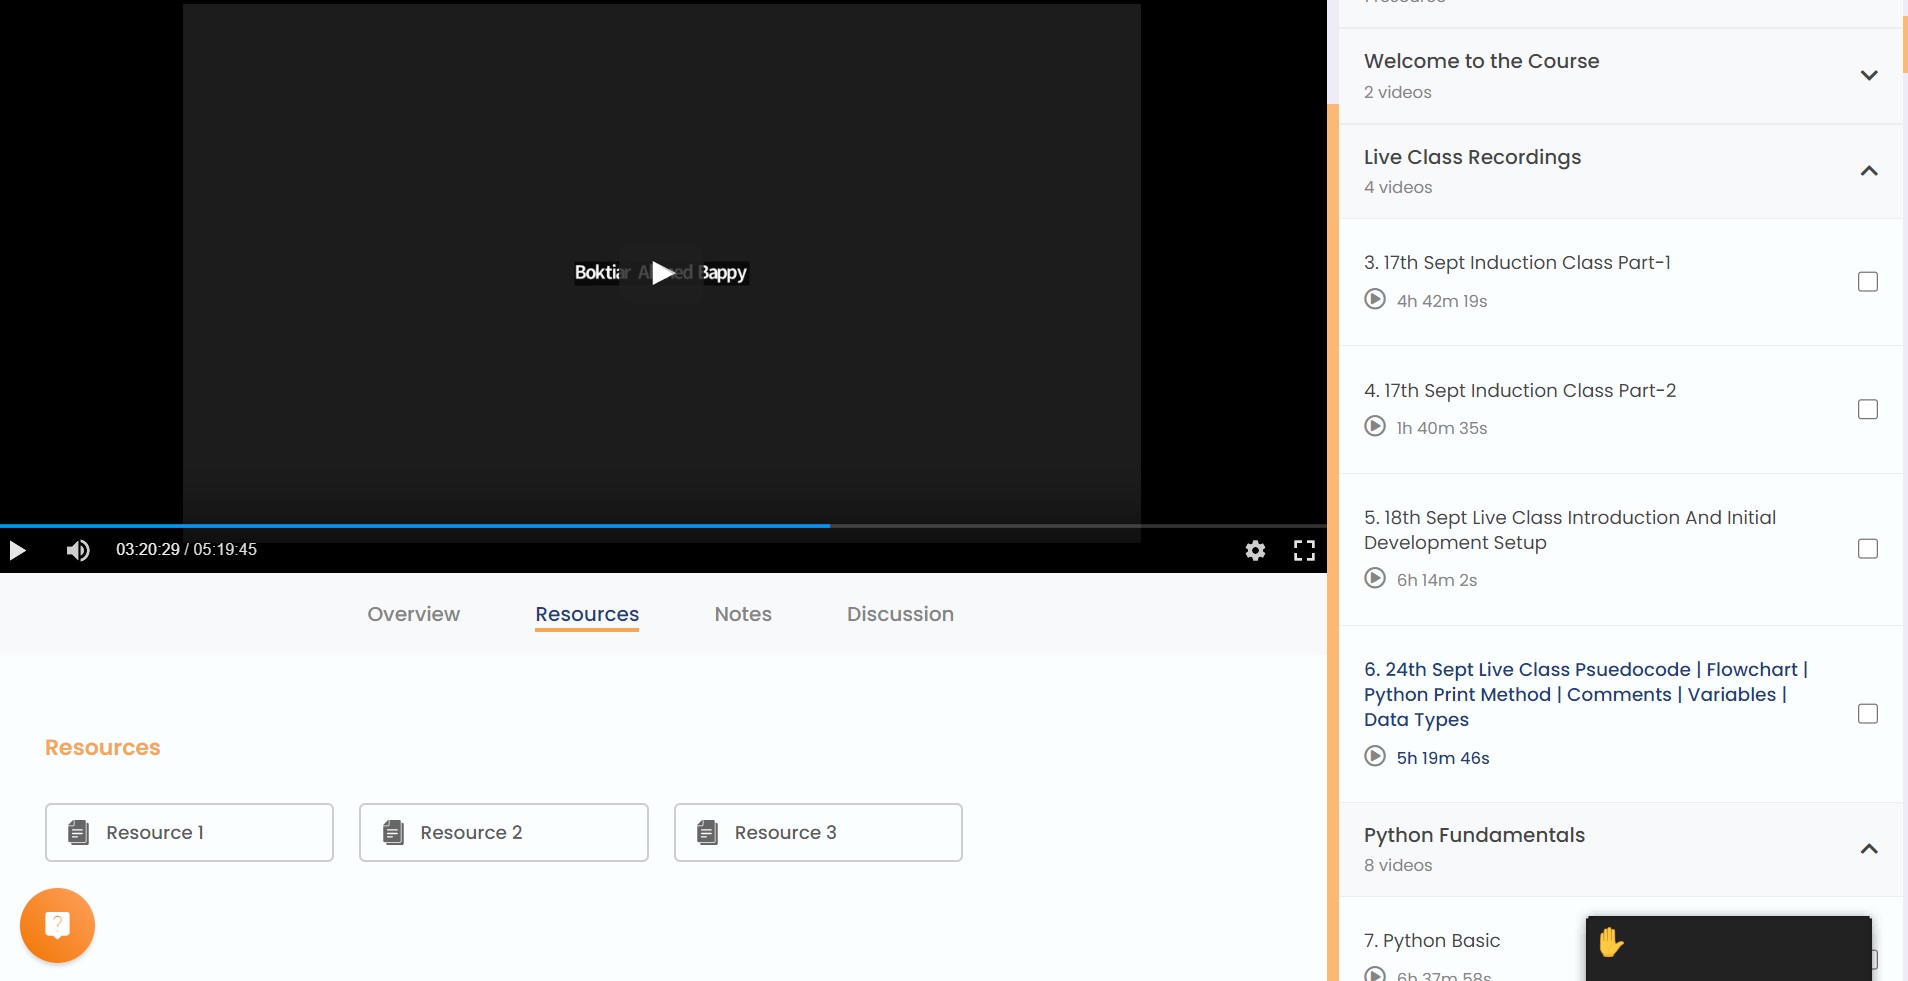 Boktiar Ahmed Bappy
03:20:29 / 05:19:45
Overview
Resources
Notes
Discussion
Resources
Resource 1
Resource 2
Resource 3
Welcome to the Course
2 videos
Live Class Recordings
4 videos
3. 17th Sept Induction Class Part-1
4h 42m 19s
4. 17th Sept Induction Class Part-2
1h 40m 35s
5. 18th Sept Live Class Introduction And Initial
Development Setup
6h 14m 2s
6. 24th Sept Live Class Psuedocode | Flowchart |
Python Print Method | Comments | Variables |
Data Types
5h 19m 46s
Python Fundamentals
8 videos
7. Python Basic
6h 37m 58s